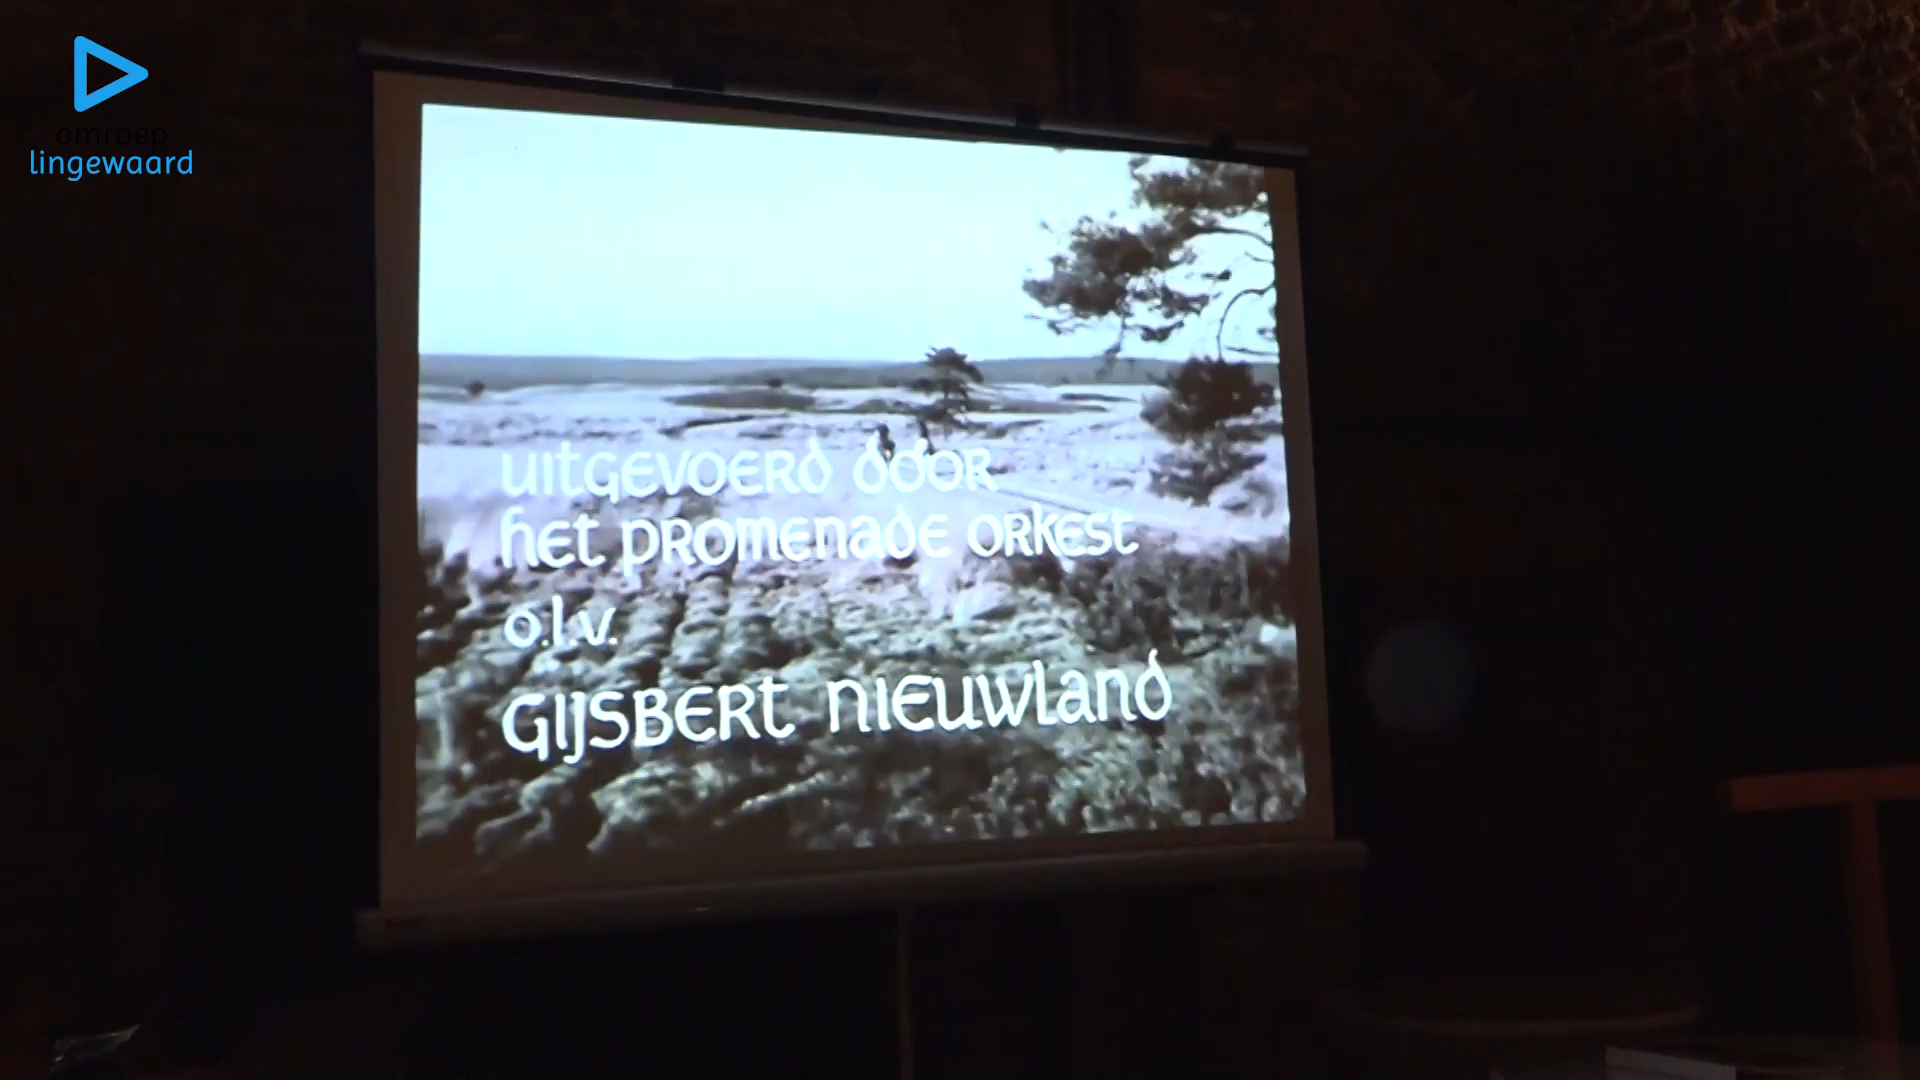 omroep
lingewaard
uitgevoerd door
het promenade orkest
o.l.v.
GIJSBERT NIEUWLAND